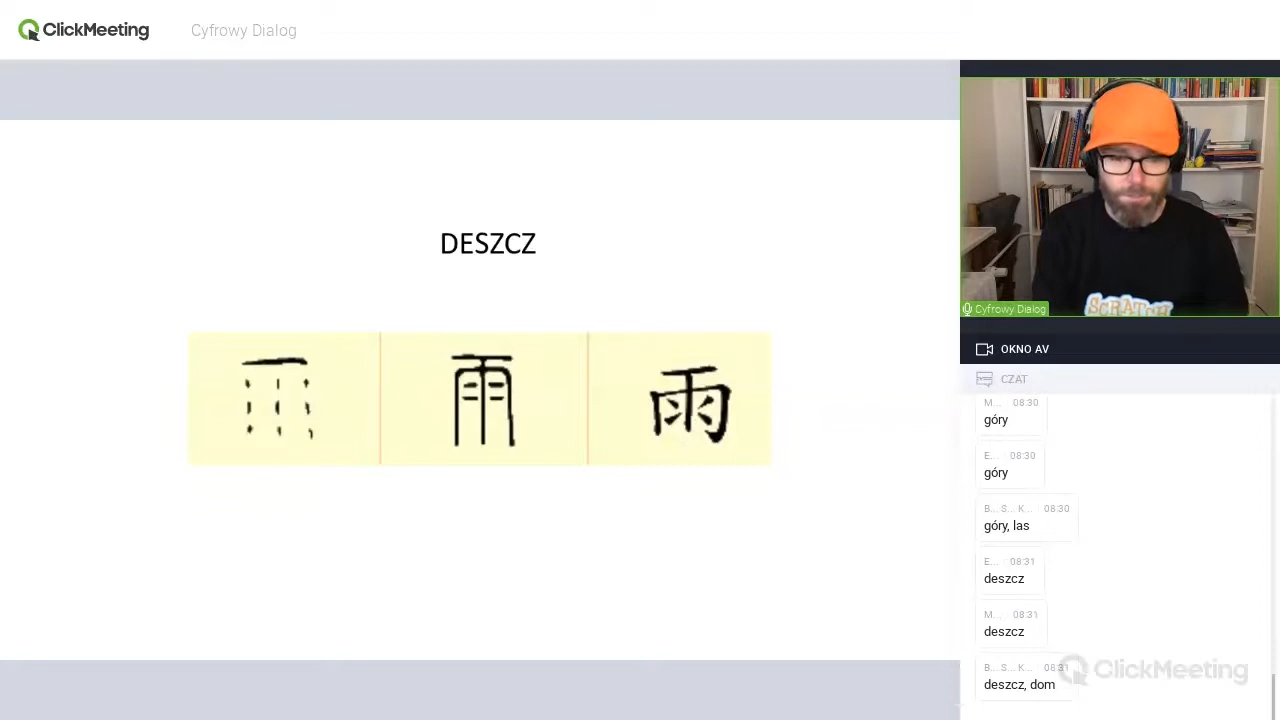 ClickMeeting
Cyfrowy Dialog
DESZCZ
雨 雨
SCRATCH
Cyfrowy Dialog
OKNO AV
CZAT
M... 08:30
góry
E... 08:30
góry
B... S... K... 08:30
góry, las
E... 08:31
deszcz
M... 08:31
deszcz
B... S... K... 08:31
deszcz, dom
ClickMeeting